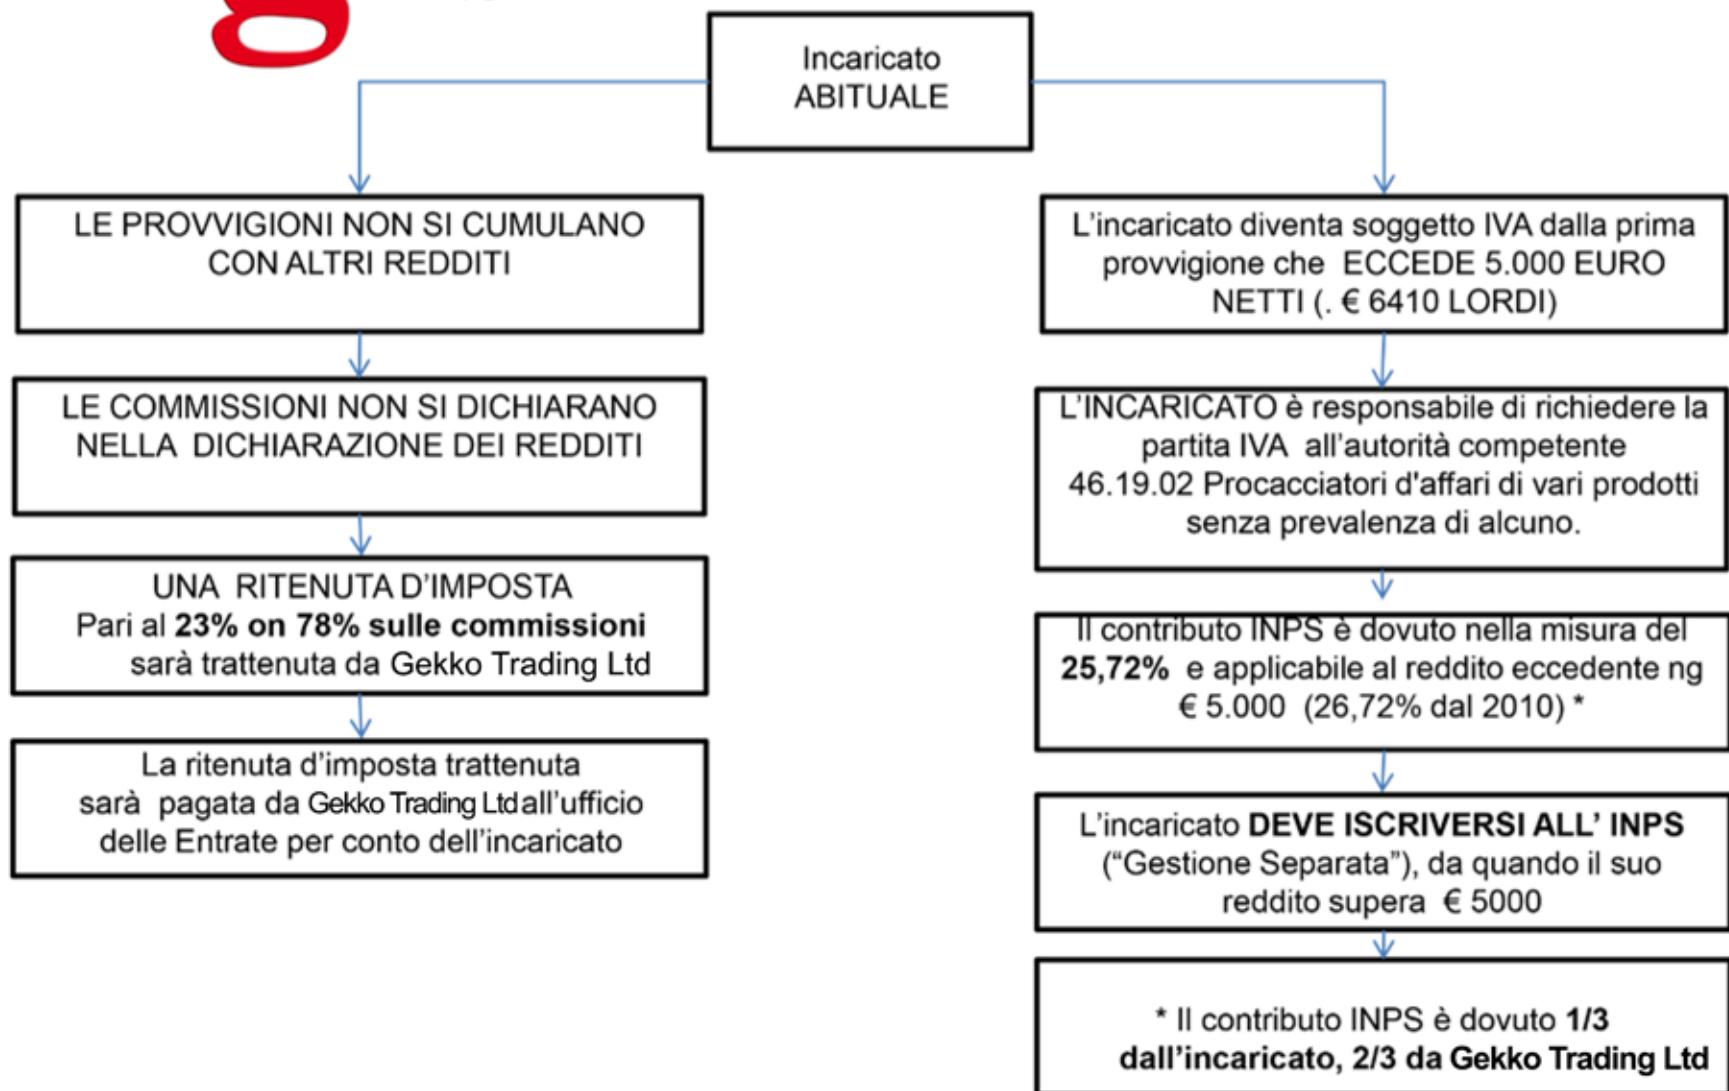 g
Incaricato
ABITUALE
LE PROVVIGIONI NON SI CUMULANO
CON ALTRI REDDITI
LE COMMISSIONI NON SI DICHIARANO
NELLA DICHIARAZIONE DEI REDDITI
UNA RITENUTA D'IMPOSTA
Pari al 23% on 78% sulle commissioni
sarà trattenuta da Gekko Trading Ltd
La ritenuta d'imposta trattenuta
sarà pagata da Gekko Trading Ltd all'ufficio
delle Entrate per conto dell'incaricato
L'incaricato diventa soggetto IVA dalla prima
provvigione che ECCEDE 5.000 EURO
NETTI (. € 6410 LORDI)
L'INCARICATO è responsabile di richiedere la
partita IVA all'autorità competente
46.19.02 Procacciatori d'affari di vari prodotti
senza prevalenza di alcuno.
Il contributo INPS è dovuto nella misura del
25,72% e applicabile al reddito eccedente ng
€ 5.000 (26,72% dal 2010) *
L'incaricato DEVE ISCRIVERSI ALL' INPS
("Gestione Separata"), da quando il suo
reddito supera € 5000
* Il contributo INPS è dovuto 1/3
dall'incaricato, 2/3 da Gekko Trading Ltd